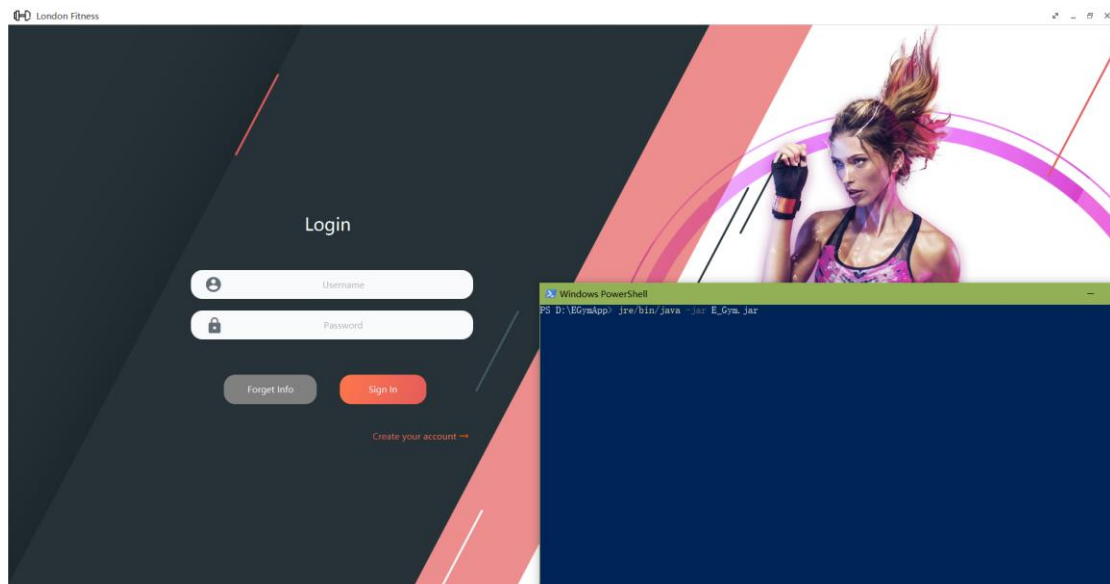 London Fitness
Login
Username
Password
Forget Info
Sign In
Create your account →
Windows PowerShell
PS D:\EGymApp> jre/bin/java -jar E_Gym.jar